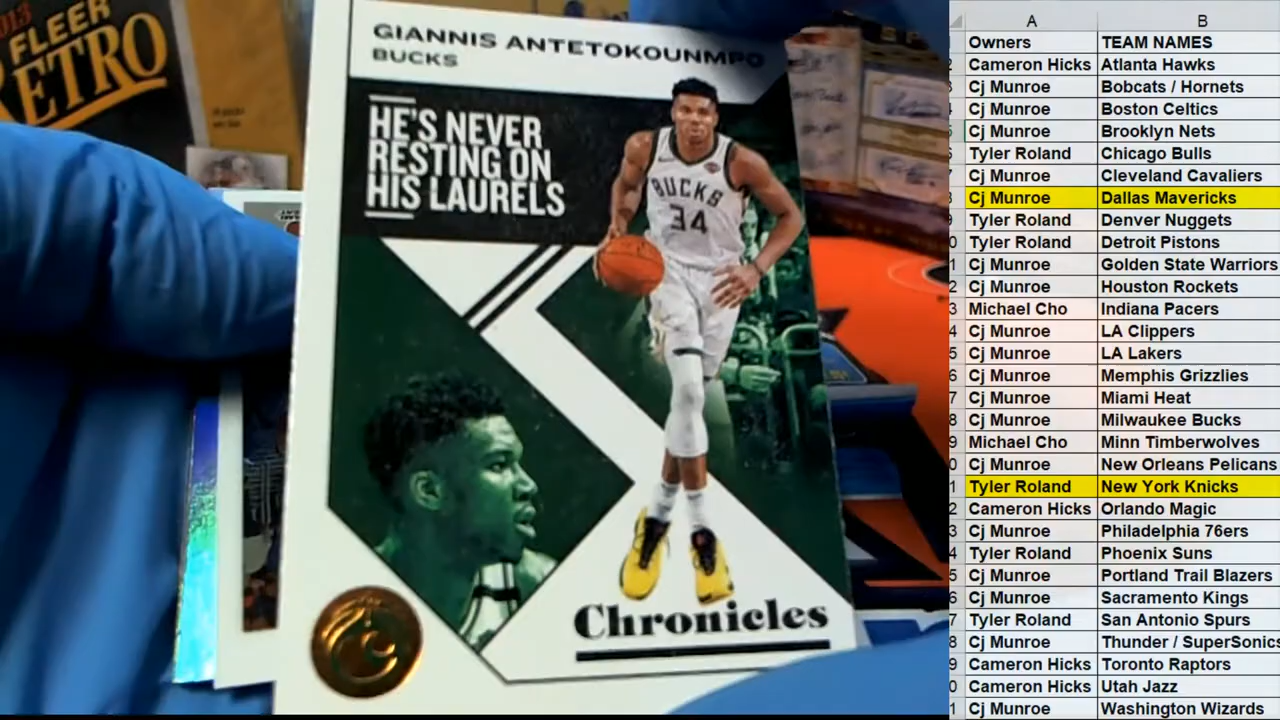 2013
FLEER
RETRO
GIANNIS ANTETOKOUNMPO
BUCKS
HE'S NEVER
RESTING ON
HIS LAURELS
BUCKS
34
Chronicles
A B
Owners TEAM NAMES
Cameron Hicks Atlanta Hawks
Cj Munroe Bobcats / Hornets
Cj Munroe Boston Celtics
Cj Munroe Brooklyn Nets
Tyler Roland Chicago Bulls
Cj Munroe Cleveland Cavaliers
Cj Munroe Dallas Mavericks
Tyler Roland Denver Nuggets
Tyler Roland Detroit Pistons
Cj Munroe Golden State Warriors
Cj Munroe Houston Rockets
Michael Cho Indiana Pacers
Cj Munroe LA Clippers
Cj Munroe LA Lakers
Cj Munroe Memphis Grizzlies
Cj Munroe Miami Heat
Cj Munroe Milwaukee Bucks
Michael Cho Minn Timberwolves
Cj Munroe New Orleans Pelicans
Tyler Roland New York Knicks
Cameron Hicks Orlando Magic
Cj Munroe Philadelphia 76ers
Tyler Roland Phoenix Suns
Cj Munroe Portland Trail Blazers
Cj Munroe Sacramento Kings
Tyler Roland San Antonio Spurs
Cj Munroe Thunder / SuperSonics
Cameron Hicks Toronto Raptors
Cameron Hicks Utah Jazz
Cj Munroe Washington Wizards